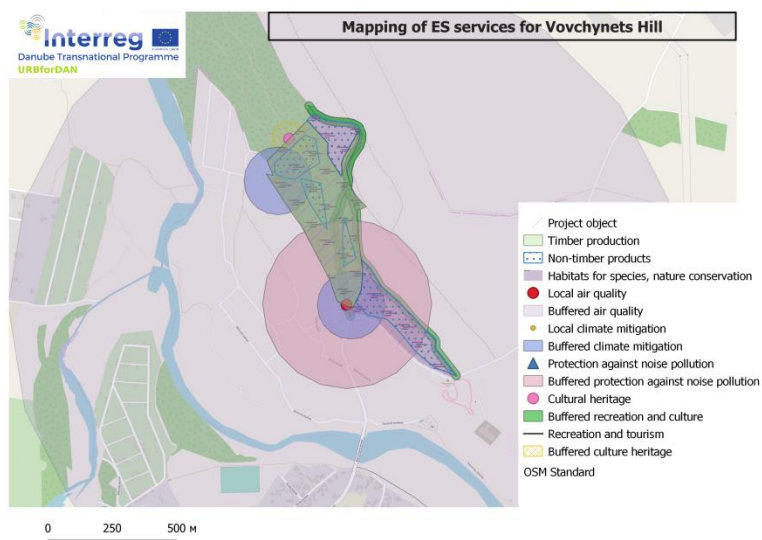 Interreg
Danube Transnational Programme
URBforDAN
Mapping of ES services for Vovchynets Hill
Project object
Timber production
Non-timber products
Habitats for species, nature conservation
Local air quality
Buffered air quality
Local climate mitigation
Buffered climate mitigation
Protection against noise pollution
Buffered protection against noise pollution
Cultural heritage
Buffered recreation and culture
Recreation and tourism
Buffered culture heritage
OSM Standard
0 250 500 м